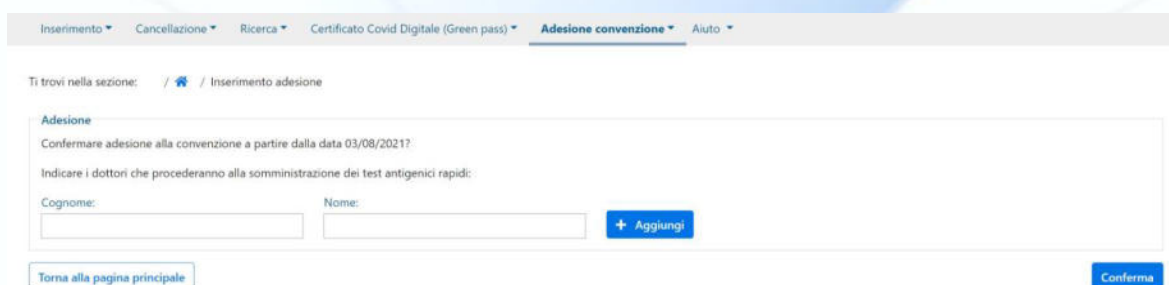 Inserimento Cancellazione Ricerca Certificato Covid Digitale (Green pass) Adesione convenzione Aiuto
Ti trovi nella sezione: / / Inserimento adesione
Adesione
Confermare adesione alla convenzione a partire dalla data 03/08/2021?
Indicare i dottori che procederanno alla somministrazione dei test antigenici rapidi:
Cognome: Nome:
+ Aggiungi
Torna alla pagina principale Conferma